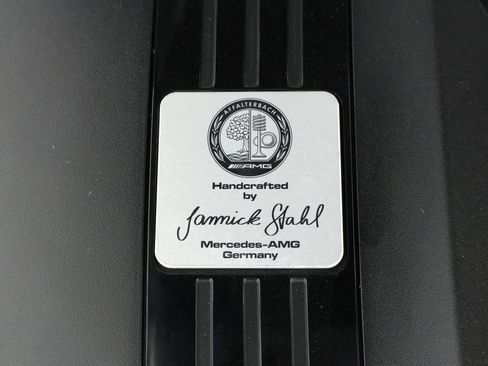 AFFALTERBACH
AMG
Handcrafted
by
Jannick Stahl
Mercedes-AMG
Germany